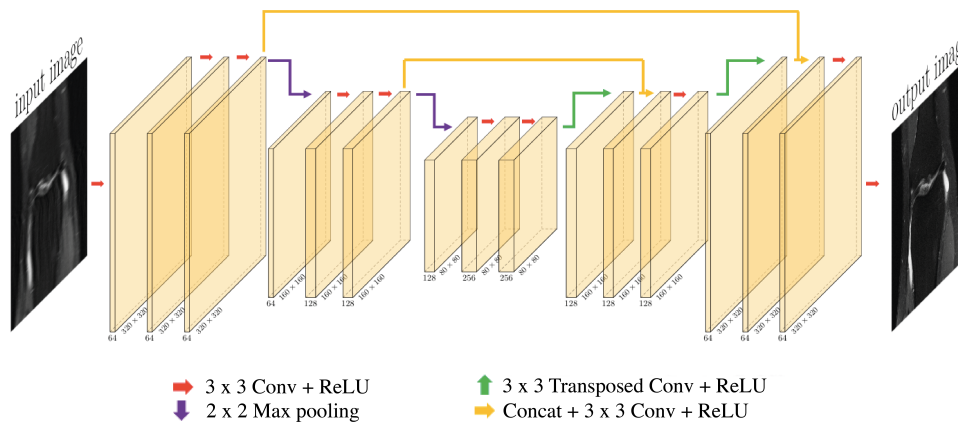 input image
output image
64
320 × 320
64
320 × 320
64
320 × 320
64
160 × 160
128
160 × 160
128
160 × 160
128
80 × 80
256
80 × 80
256
80 × 80
128
160 × 160
128
160 × 160
128
160 × 160
64
320 × 320
64
320 × 320
64
320 × 320
3 x 3 Conv + ReLU
2 x 2 Max pooling
3 x 3 Transposed Conv + ReLU
Concat + 3 x 3 Conv + ReLU